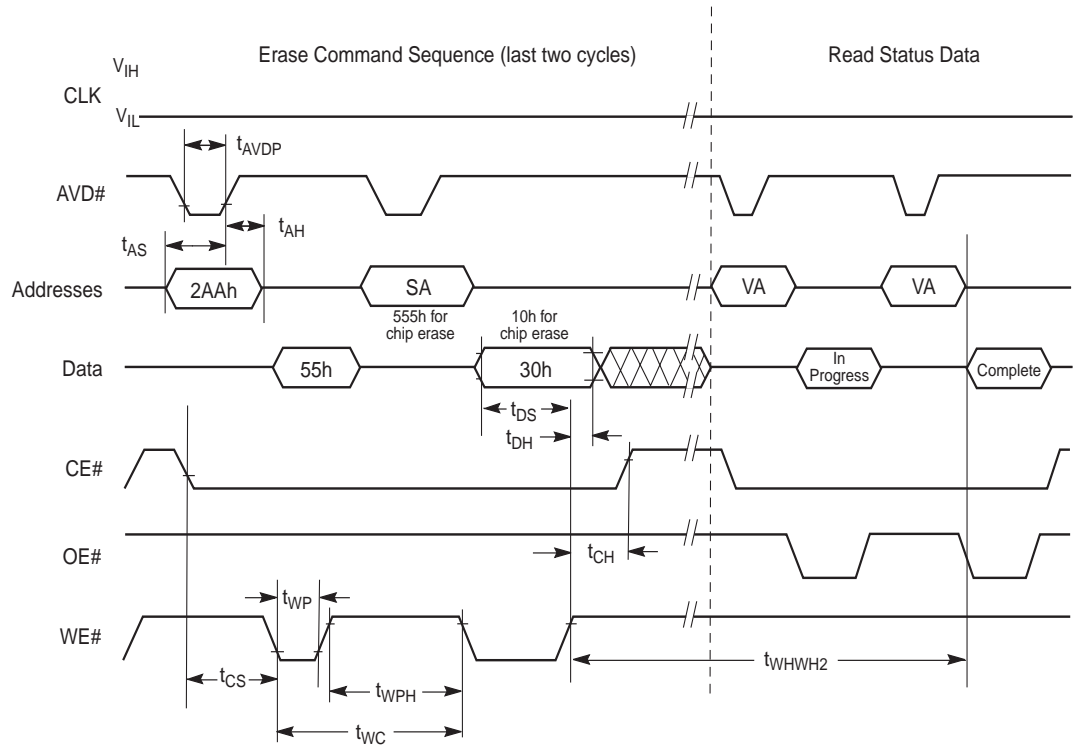 Erase Command Sequence (last two cycles)
Read Status Data
VIH
CLK
VIL
tAVDP
AVD#
tAH
tAS
Addresses
2AAh
SA
VA
VA
555h for
chip erase
10h for
chip erase
Data
55h
30h
In
Progress
Complete
tDS
tDH
CE#
OE#
tCH
tWP
WE#
tCS
tWPH
tWHWH2
tWC